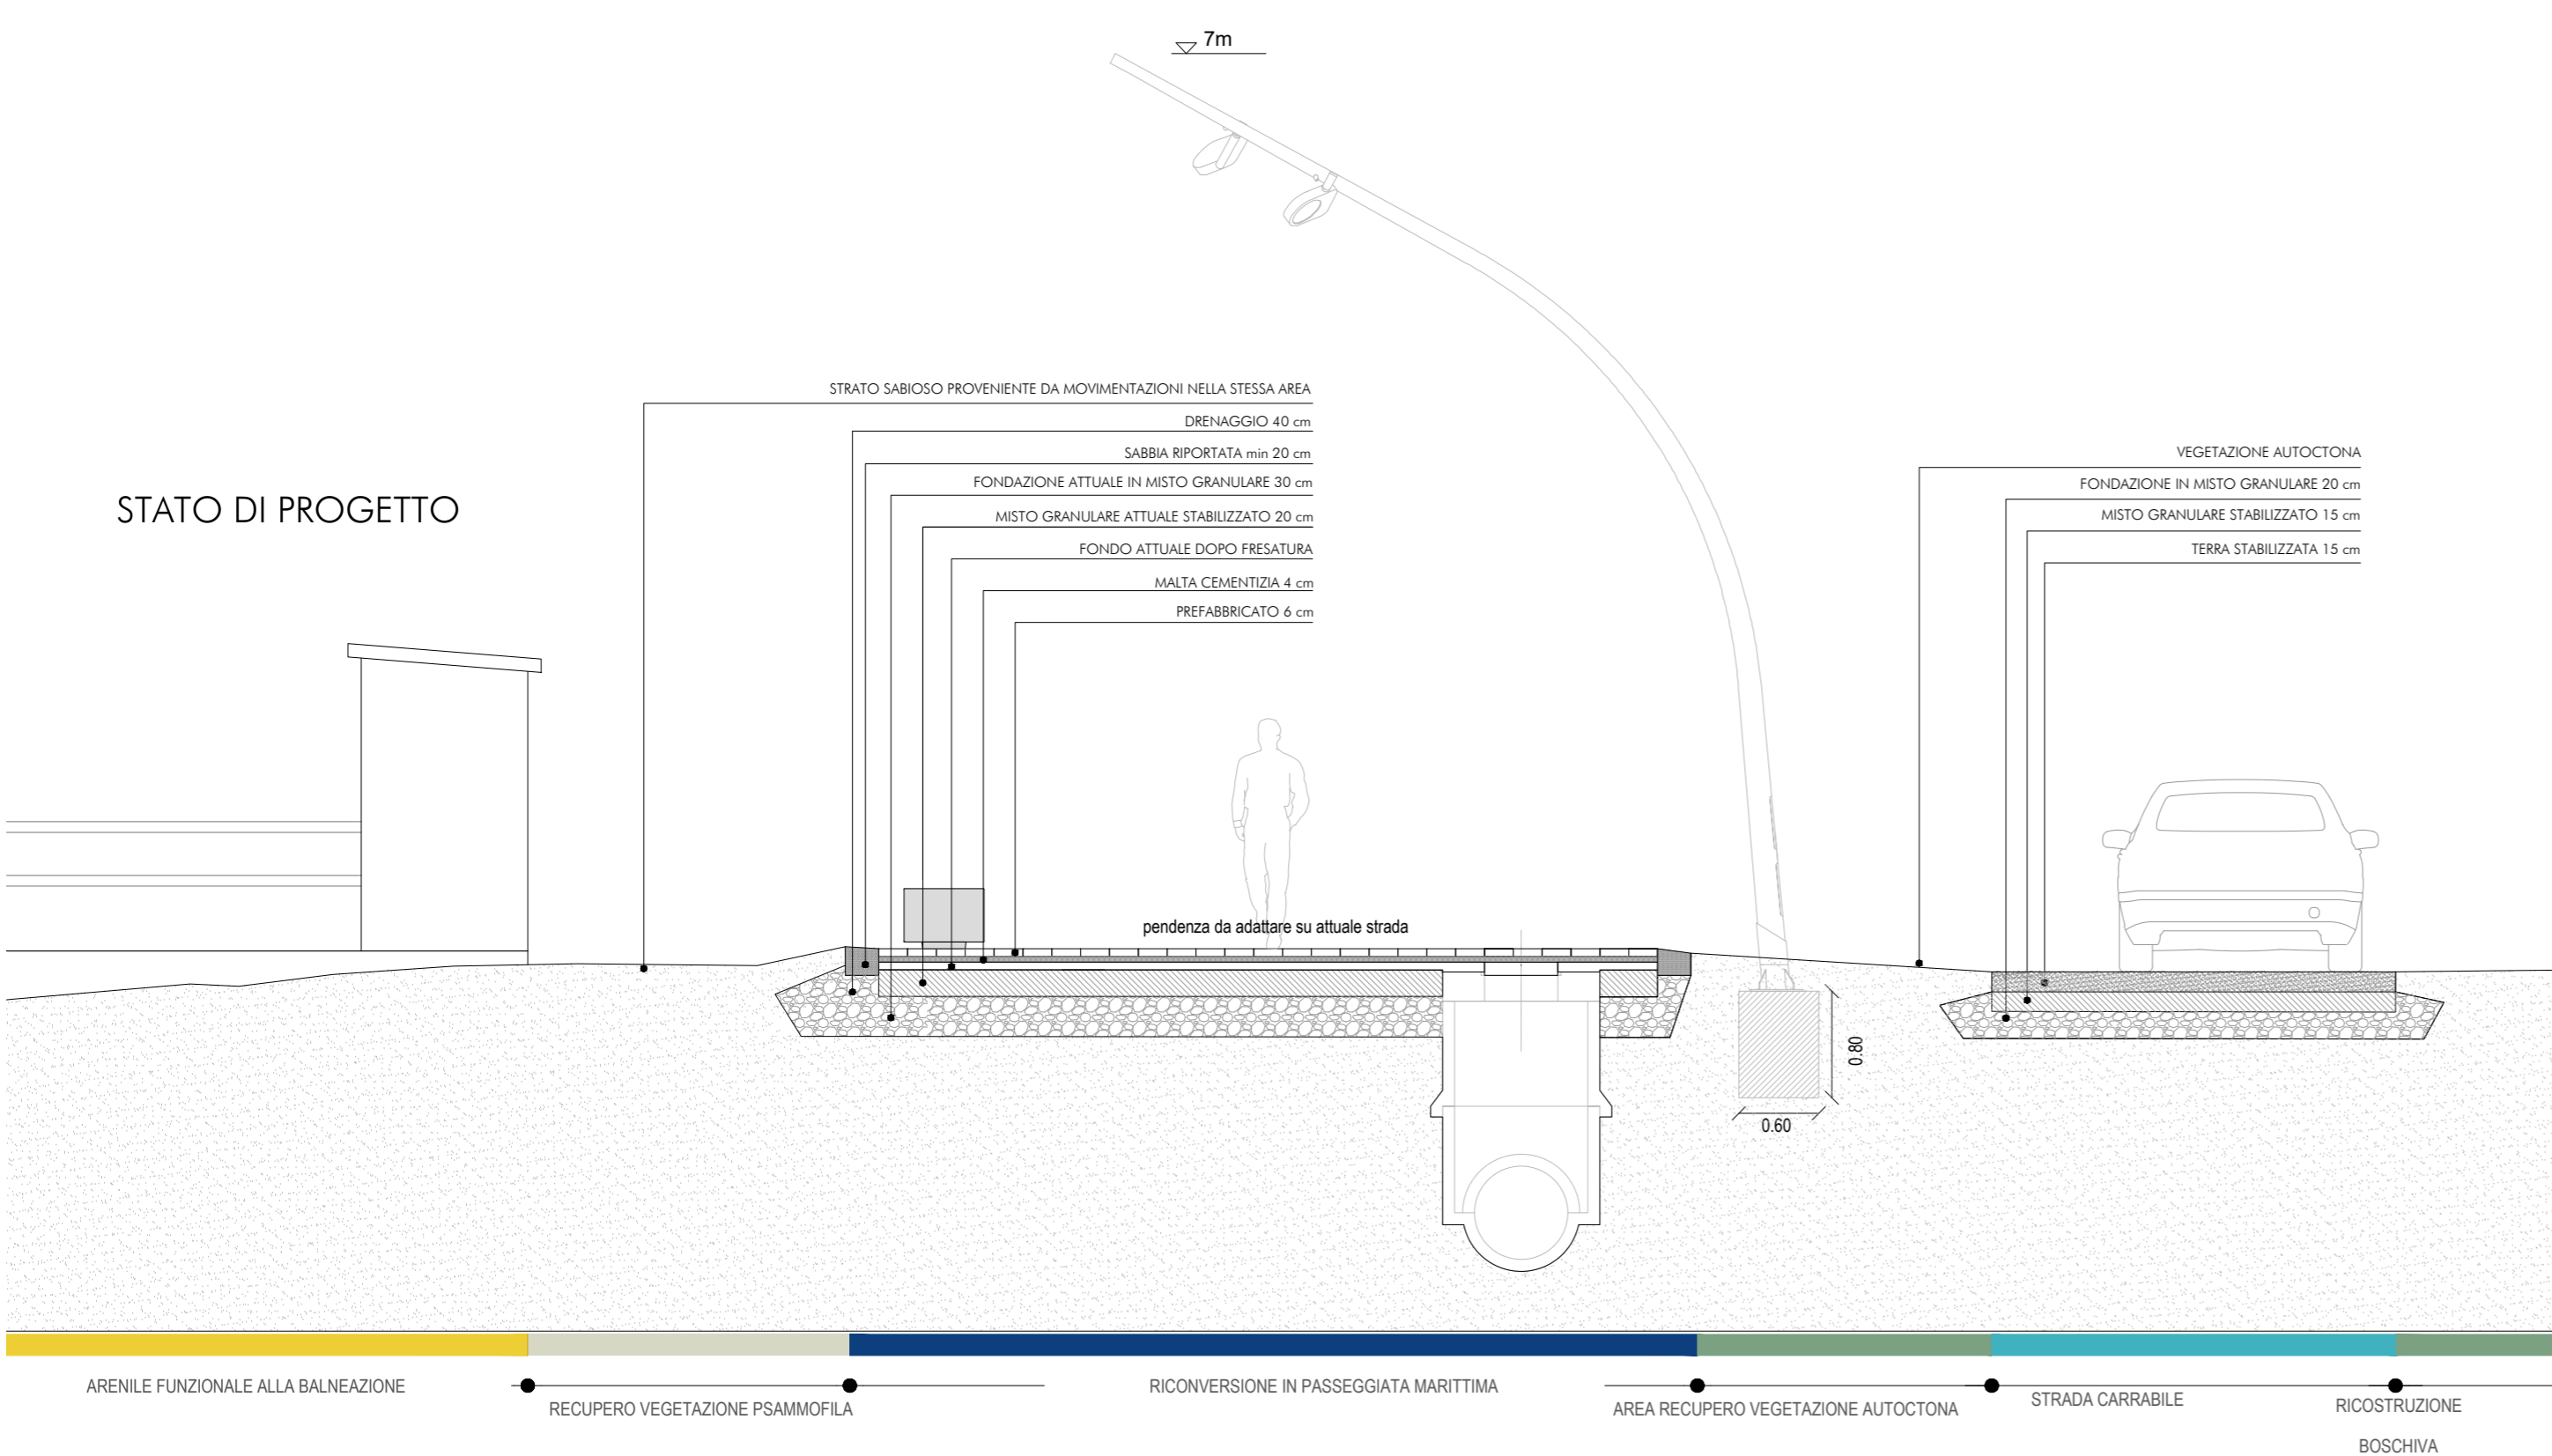 7m
STRATO SABIOSO PROVENIENTE DA MOVIMENTAZIONI NELLA STESSA AREA
DRENAGGIO 40 cm
SABBIA RIPORTATA min 20 cm
FONDAZIONE ATTUALE IN MISTO GRANULARE 30 cm
MISTO GRANULARE ATTUALE STABILIZZATO 20 cm
FONDO ATTUALE DOPO FRESATURA
MALTA CEMENTIZIA 4 cm
PREFABBRICATO 6 cm
VEGETAZIONE AUTOCTONA
FONDAZIONE IN MISTO GRANULARE 20 cm
MISTO GRANULARE STABILIZZATO 15 cm
TERRA STABILIZZATA 15 cm
STATO DI PROGETTO
pendenza da adattare su attuale strada
0.80
0.60
ARENILE FUNZIONALE ALLA BALNEAZIONE
RECUPERO VEGETAZIONE PSAMMOFILA
RICONVERSIONE IN PASSEGGIATA MARITTIMA
AREA RECUPERO VEGETAZIONE AUTOCTONA
STRADA CARRABILE
RICOSTRUZIONE
BOSCHIVA